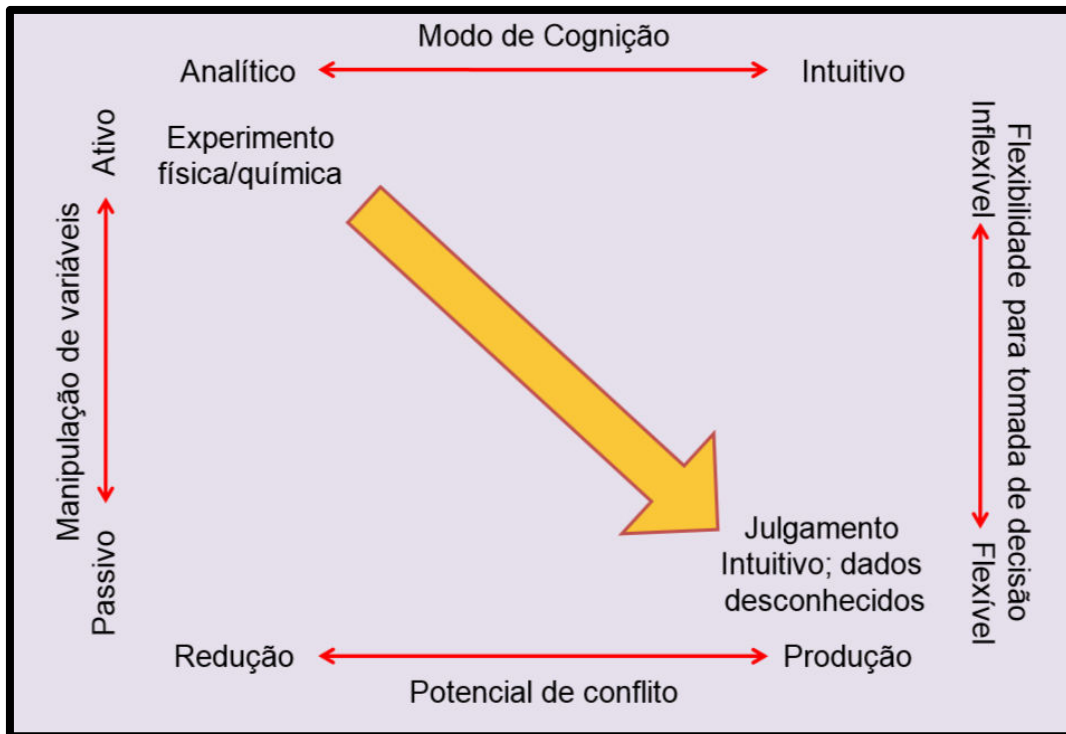 Modo de Cognição
Analítico
Intuitivo
Ativo
Manipulação de variáveis
Passivo
Experimento
física/química
Inflexível
Flexibilidade para tomada de decisão
Flexível
Julgamento
Intuitivo; dados
desconhecidos
Redução
Produção
Potencial de conflito